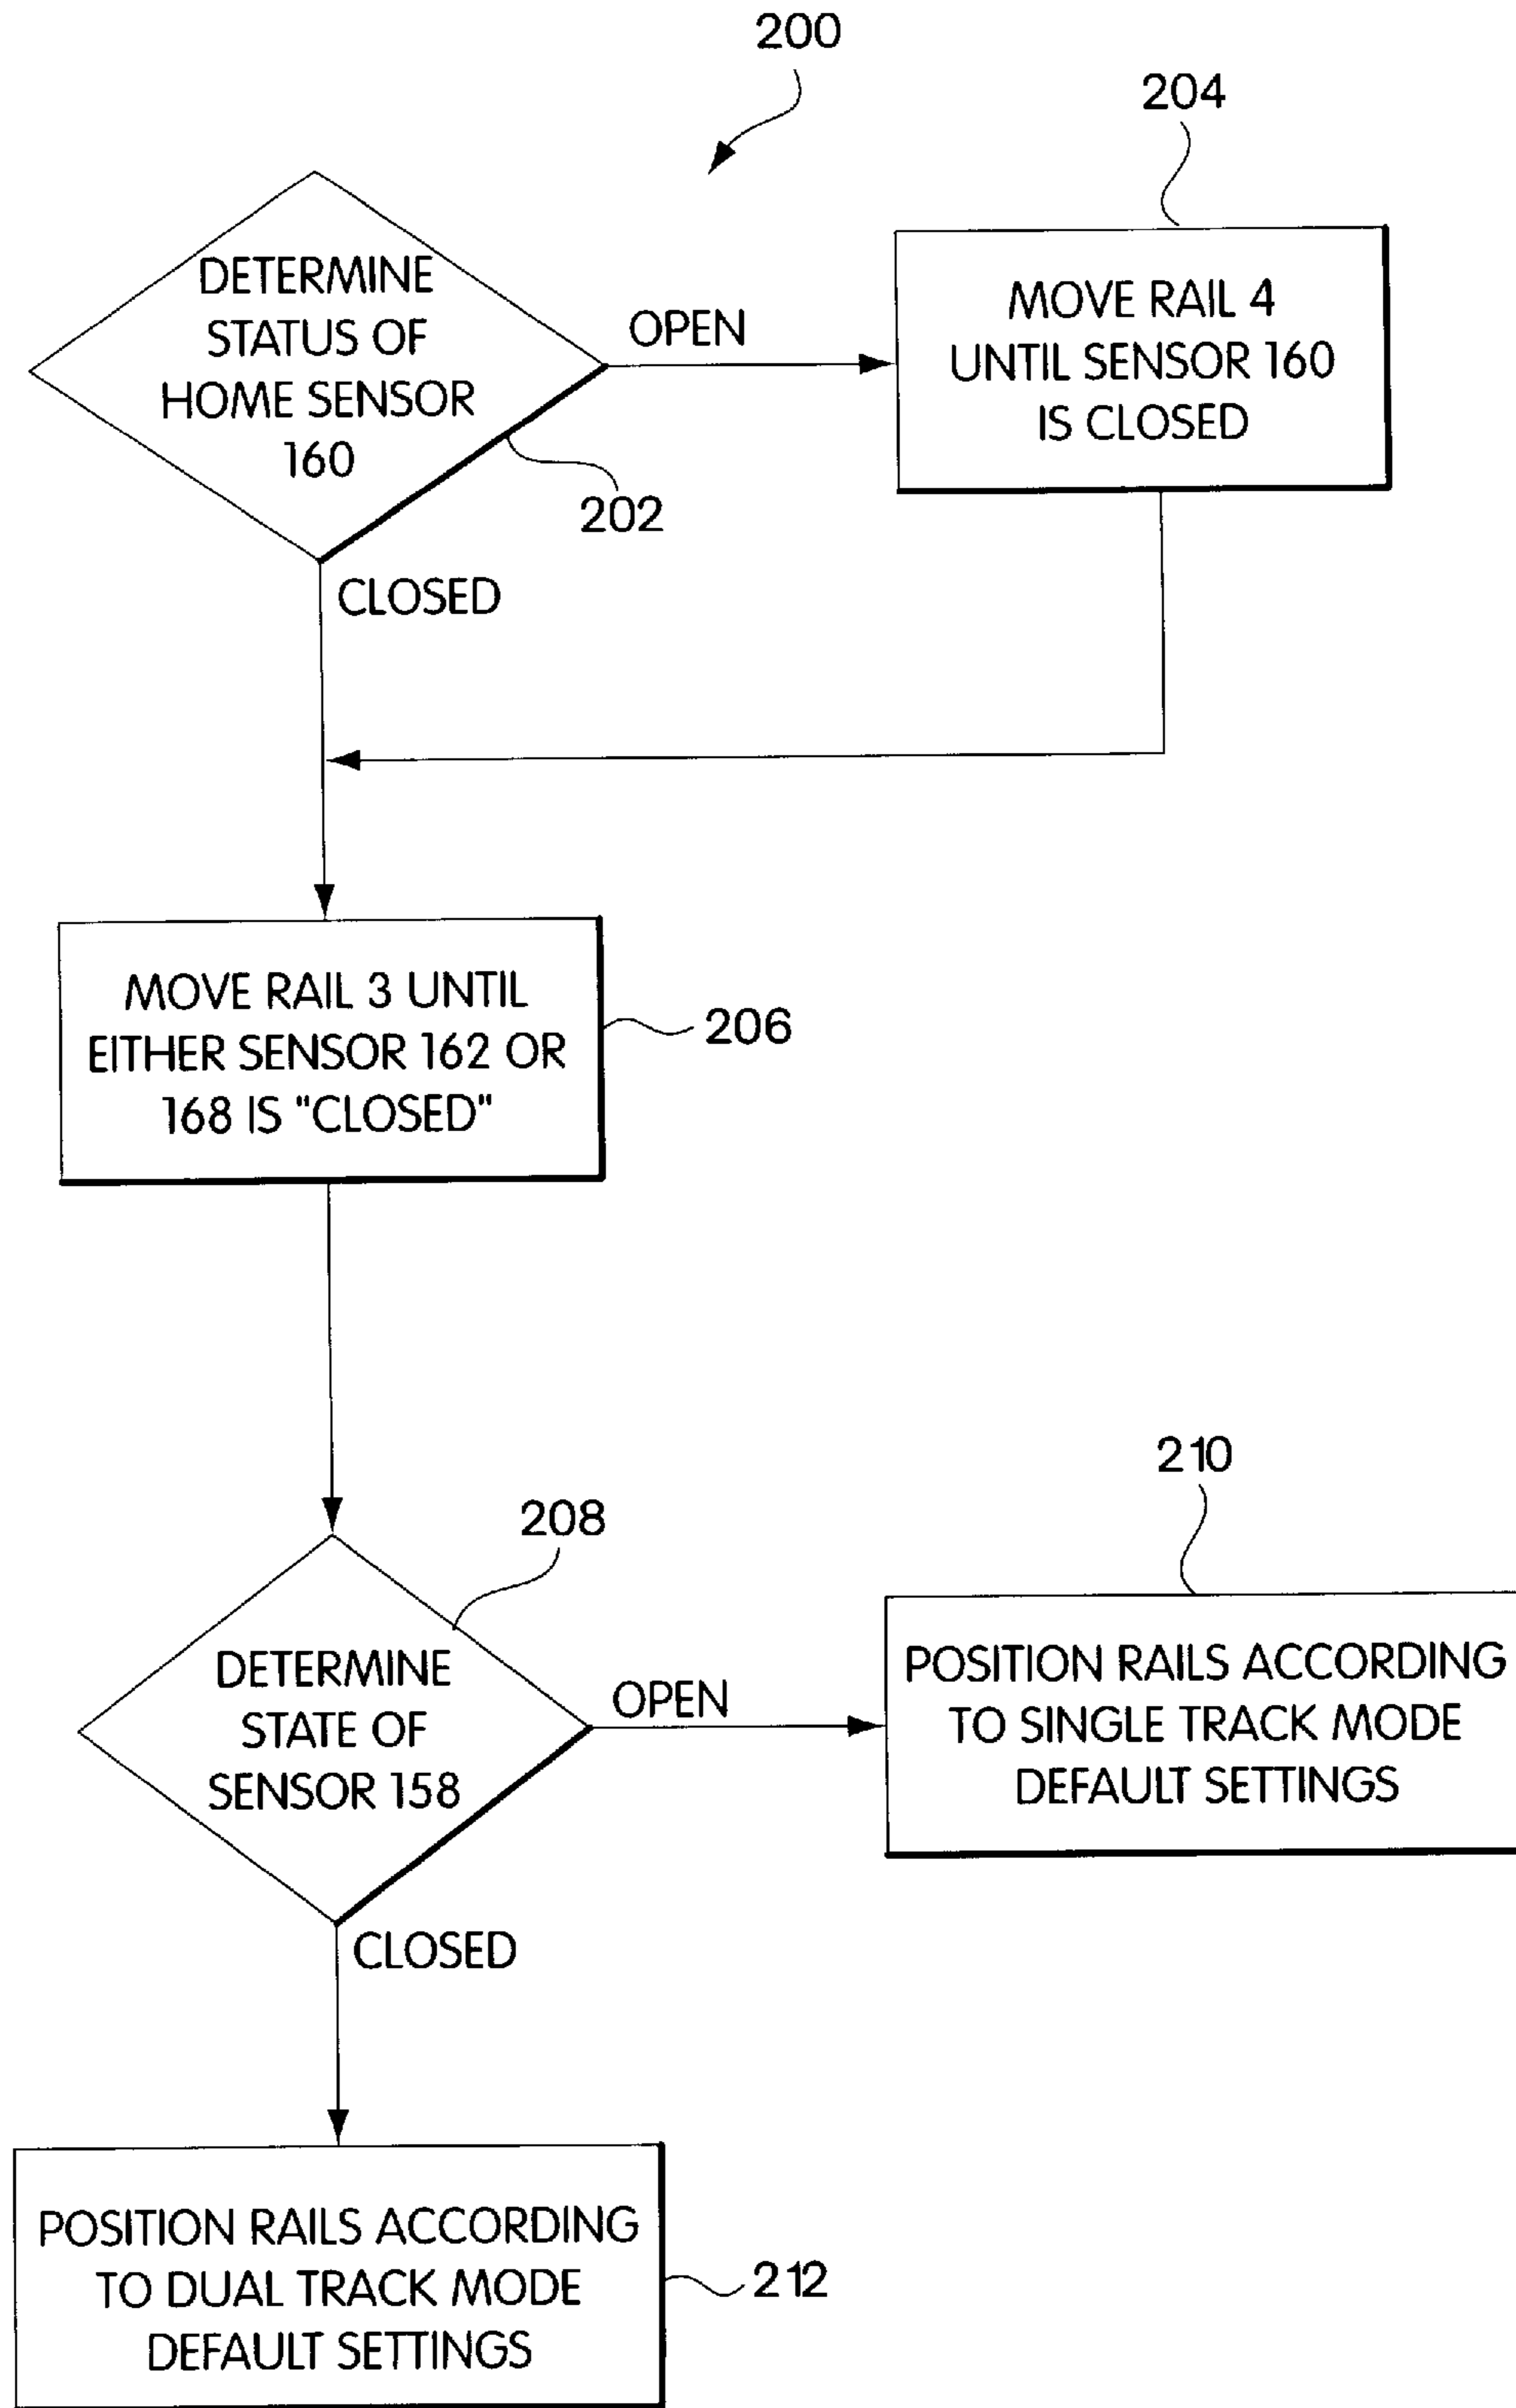 200
204
DETERMINE
STATUS OF
HOME SENSOR
160
OPEN
MOVE RAIL 4
UNTIL SENSOR 160
IS CLOSED
202
CLOSED
MOVE RAIL 3 UNTIL
EITHER SENSOR 162 OR
168 IS "CLOSED"
206
208
210
DETERMINE
STATE OF
SENSOR 158
OPEN
POSITION RAILS ACCORDING
TO SINGLE TRACK MODE
DEFAULT SETTINGS
CLOSED
POSITION RAILS ACCORDING
TO DUAL TRACK MODE
DEFAULT SETTINGS
212